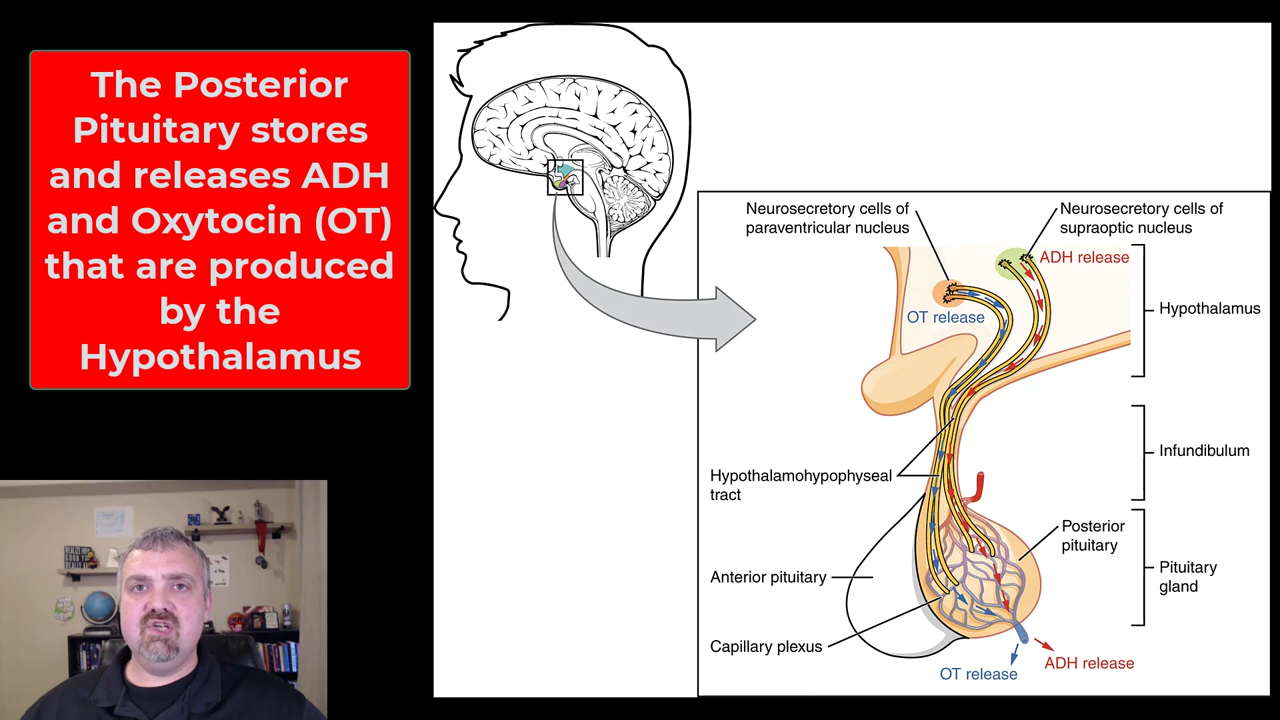 The Posterior
Pituitary stores
and releases ADH
and Oxytocin (OT)
that are produced
by the
Hypothalamus
Neurosecretory cells of
paraventricular nucleus
Neurosecretory cells of
supraoptic nucleus
ADH release
OT release
Hypothalamus
Infundibulum
Hypothalamohypophyseal
tract
Posterior
pituitary
Pituitary
gland
Anterior pituitary
Capillary plexus
OT release
ADH release